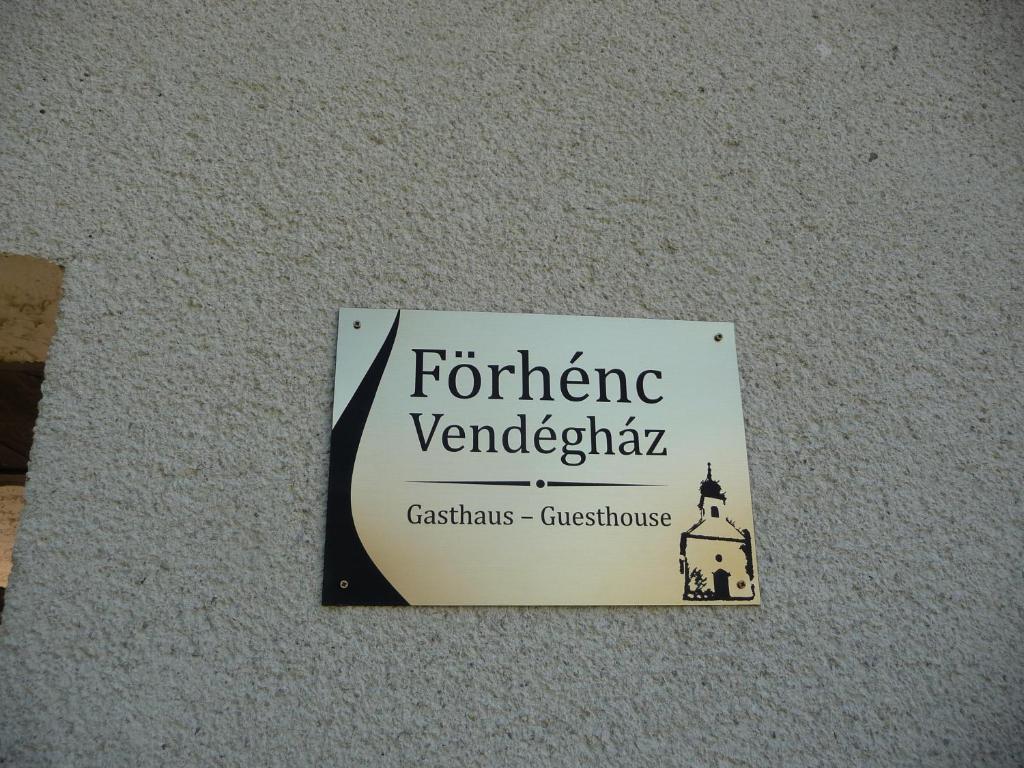 Förhénc
Vendégház
Gasthaus – Guesthouse